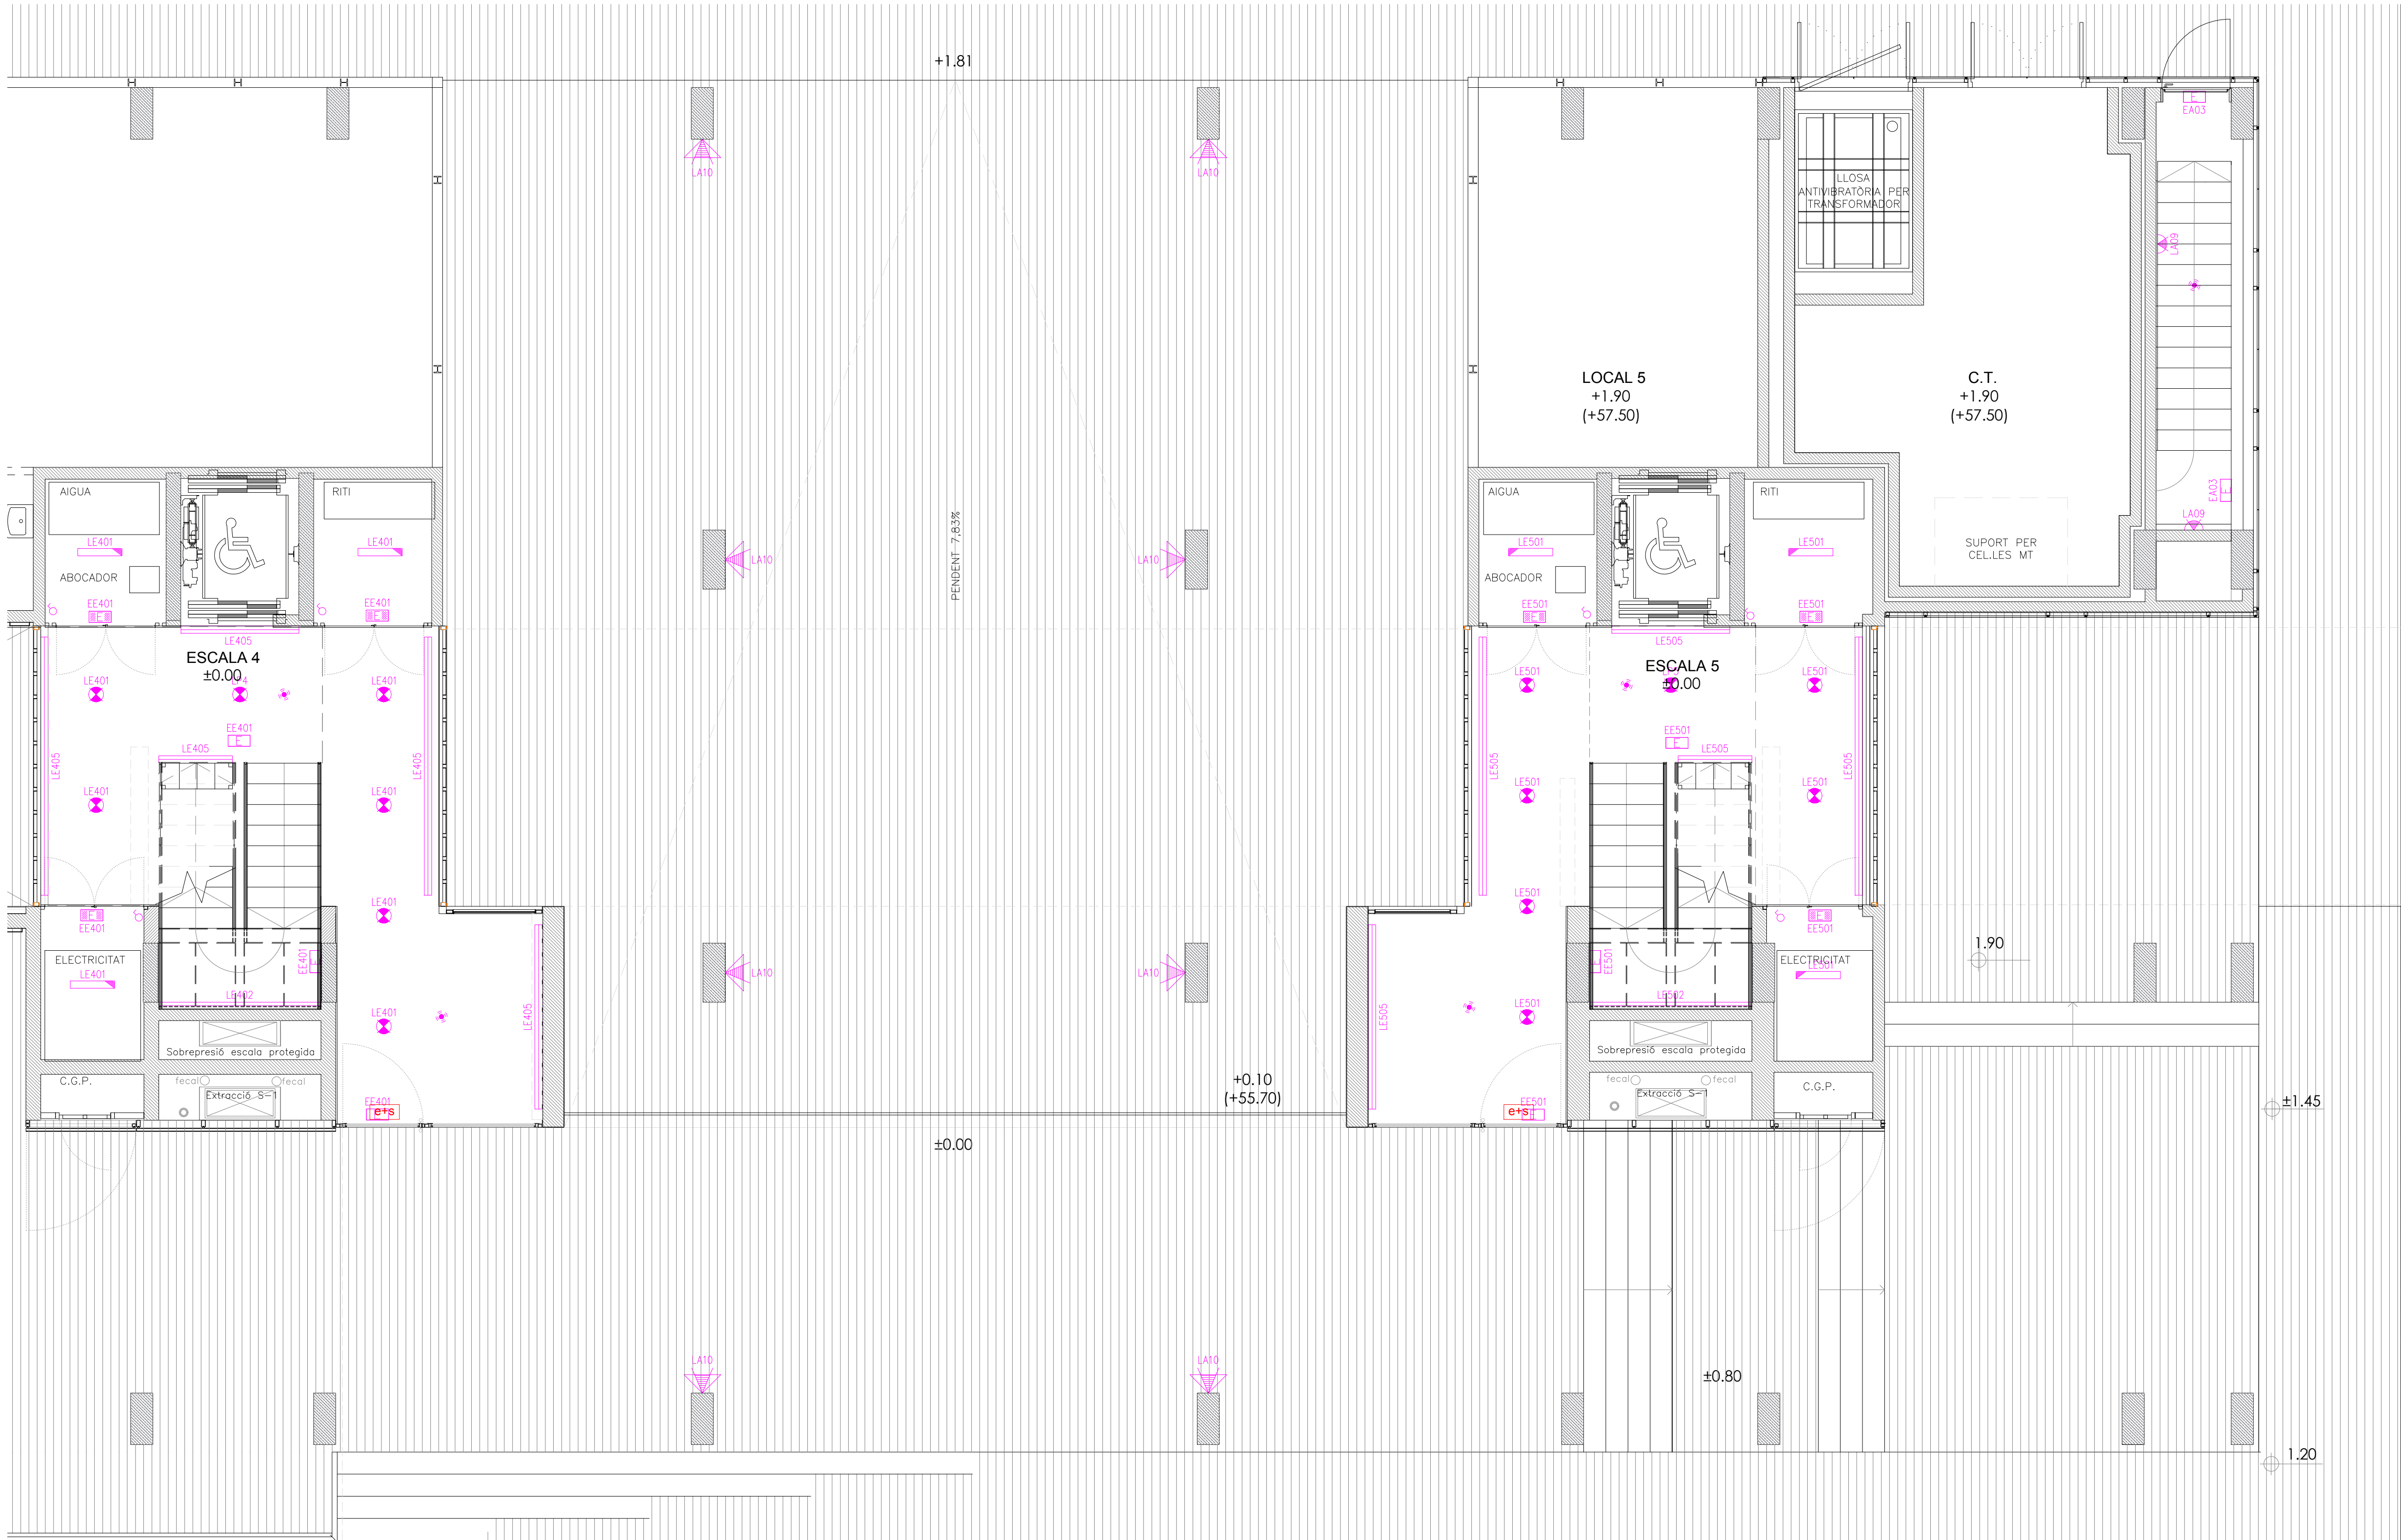 +1.81
EA03
LA10
LA10
LLOSA
ANTIVIBRATÒRIA PER
TRANSFORMADOR
LA09
LOCAL 5
+1.90
(+57.50)
C.T.
+1.90
(+57.50)
AIGUA
RITI
AIGUA
RITI
EA03
LA09
PENDENT 7,83%
LE401
LE401
LA10
LA10
LE501
LE501
SUPORT PER
CEL.LES MT
ABOCADOR
ABOCADOR
EE401
E
EE401
E
EE501
E
EE501
E
LE405
LE505
ESCALA 4
±0.00
ESCALA 5
±0.00
LE401
LP4
LE401
LE501
LE501
EE401
E
EE501
E
LE405
LE405
LE405
LE505
LE505
LE505
LE401
LE401
LE501
LE501
LE401
LE501
E
EE401
E
EE501
ELECTRICITAT
LE401
EE401
LA10
LA10
EE501
ELECTRICITAT
LE501
1.90
LE402
LE405
LE502
LE505
LE401
LE501
Sobrepresió escala protegida
Sobrepresió escala protegida
C.G.P.
fecal
fecal
Extracció S-1
fecal
fecal
Extracció S-1
C.G.P.
+0.10
(+55.70)
EE401
e+s
EE501
e+s
±1.45
±0.00
LA10
LA10
±0.80
1.20